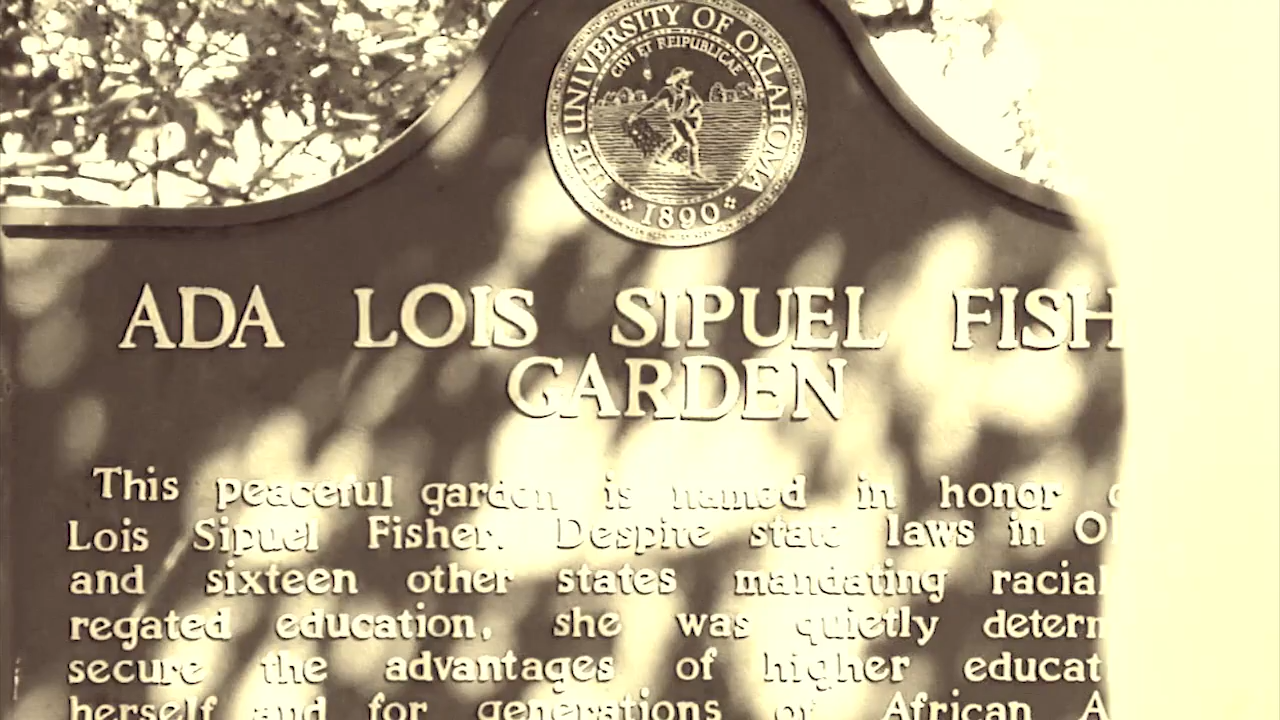 THE UNIVERSITY OF OKLAHOMA
CIVI ET REIPUBLICAE
1890
ADA LOIS SIPUEL FISH
GARDEN
This peaceful garden is named in honor
Lois Sipuel Fisher. Despite state laws in O
and sixteen other states mandating racial
regated education, she was quietly determ
secure the advantages of higher educat
herself and for generations of African A